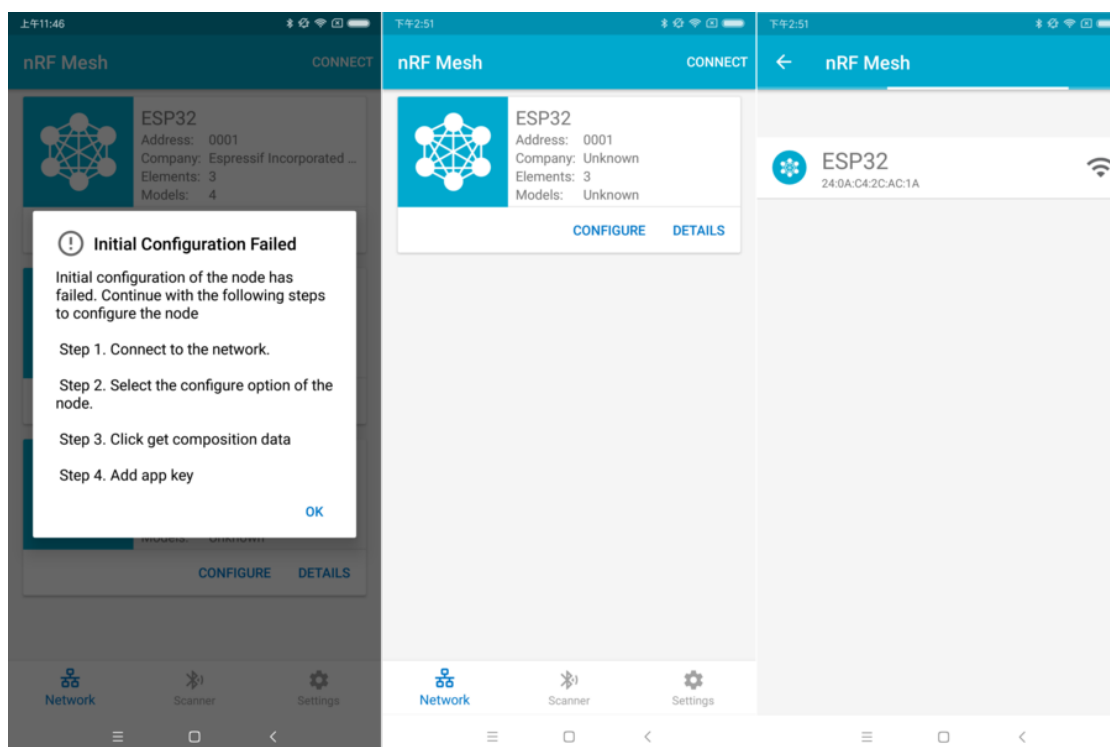 上午11:46
nRF Mesh
CONNECT
ESP32
Address: 0001
Company: Espressif Incorporated ...
Elements: 3
Models: 4
Initial Configuration Failed
Initial configuration of the node has
failed. Continue with the following steps
to configure the node
Step 1. Connect to the network.
Step 2. Select the configure option of the
node.
Step 3. Click get composition data
Step 4. Add app key
OK
Models: Unknown
CONFIGURE DETAILS
Network Scanner Settings
下午2:51
nRF Mesh
CONNECT
ESP32
Address: 0001
Company: Unknown
Elements: 3
Models: Unknown
CONFIGURE DETAILS
Network Scanner Settings
下午2:51
nRF Mesh
ESP32
24:0A:C4:2C:AC:1A